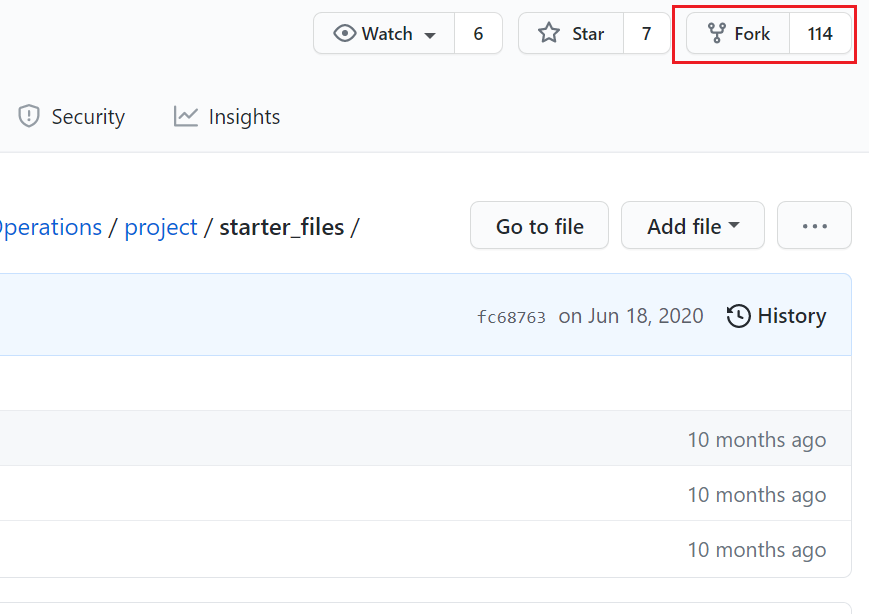 Watch 6 Star 7 Fork 114
Security Insights
/ project / starter_files / Go to file Add file ...
fc68763 on Jun 18, 2020 History
10 months ago
10 months ago
10 months ago